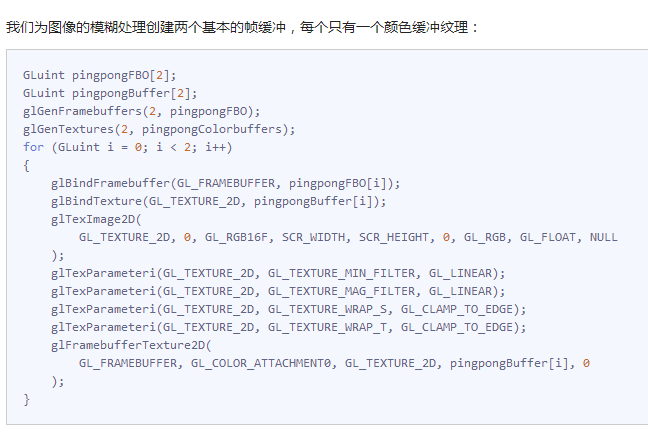 我们为图像的模糊处理创建两个基本的帧缓冲，每个只有一个颜色缓冲纹理：
GLuint pingpongFBO[2];
GLuint pingpongBuffer[2];
glGenFramebuffers(2, pingpongFBO);
glGenTextures(2, pingpongColorbuffers);
for (GLuint i = 0; i < 2; i++)
{
    glBindFramebuffer(GL_FRAMEBUFFER, pingpongFBO[i]);
    glBindTexture(GL_TEXTURE_2D, pingpongBuffer[i]);
    glTexImage2D(
        GL_TEXTURE_2D, 0, GL_RGB16F, SCR_WIDTH, SCR_HEIGHT, 0, GL_RGB, GL_FLOAT, NULL
    );
    glTexParameteri(GL_TEXTURE_2D, GL_TEXTURE_MIN_FILTER, GL_LINEAR);
    glTexParameteri(GL_TEXTURE_2D, GL_TEXTURE_MAG_FILTER, GL_LINEAR);
    glTexParameteri(GL_TEXTURE_2D, GL_TEXTURE_WRAP_S, GL_CLAMP_TO_EDGE);
    glTexParameteri(GL_TEXTURE_2D, GL_TEXTURE_WRAP_T, GL_CLAMP_TO_EDGE);
    glFramebufferTexture2D(
        GL_FRAMEBUFFER, GL_COLOR_ATTACHMENT0, GL_TEXTURE_2D, pingpongBuffer[i], 0
    );
}